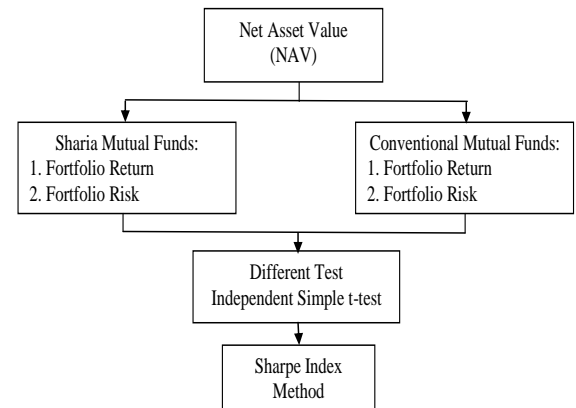 Net Asset Value
(NAV)
Sharia Mutual Funds:
1. Fortfolio Return
2. Fortfolio Risk
Conventional Mutual Funds:
1. Fortfolio Return
2. Fortfolio Risk
Different Test
Independent Simple t-test
Sharpe Index
Method